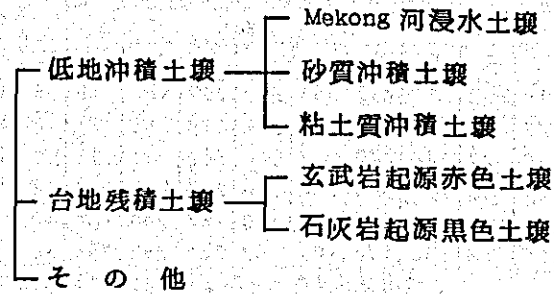 Mekong 河浸水土壌
低地沖積土壌
砂質沖積土壌
粘土質沖積土壌
玄武岩起源赤色土壌
台地残積土壌
石灰岩起源黒色土壌
そ の 他